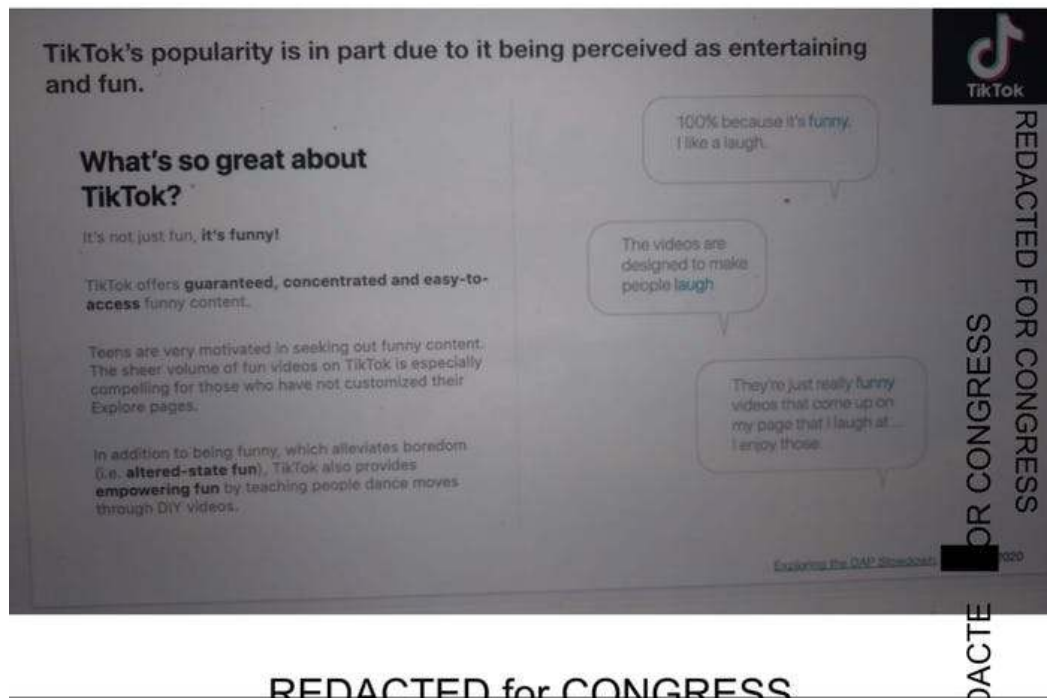 TikTok's popularity is in part due to it being perceived as entertaining
and fun.
TikTok
What's so great about
TikTok?
It's not just fun, it's funny!
TikTok offers guaranteed, concentrated and easy-to-
access funny content.
Teens are very motivated in seeking out funny content.
The sheer volume of fun videos on TikTok is especially
compelling for those who have not customized their
Explore pages.
In addition to being funny, which alleviates boredom
(i.e. altered-state fun), TikTok also provides
empowering fun by teaching people dance moves
through DIY videos.
100% because it's funny.
I like a laugh.
The videos are
designed to make
people laugh
They're just really funny
videos that come up on
my page that I laugh at ...
I enjoy those.
Exploring the DAP Slowdown
2020
REDACTED FOR CONGRESS
OR CONGRESS
DACTE
REDACTED for CONGRESS